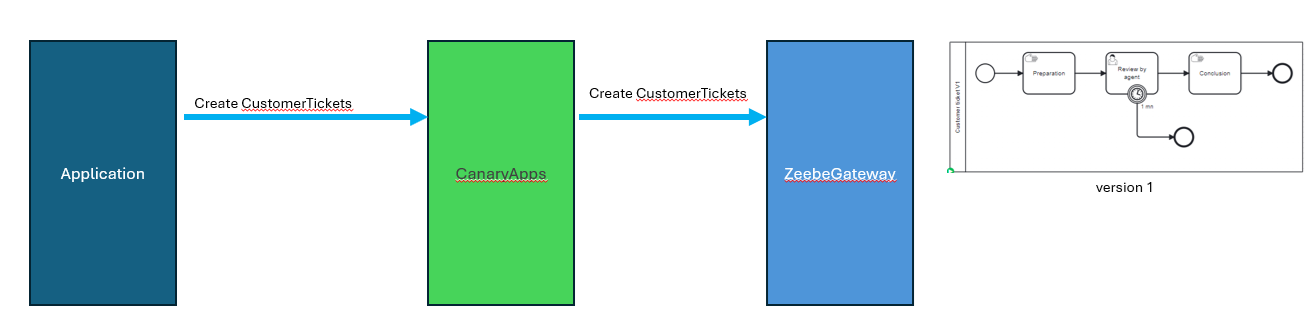 Create CustomerTickets
Create CustomerTickets
Application
CanaryApps
ZeebeGateway
Customer ticket V1
Preparation
Review by
agent
Conclusion
1 mn
version 1